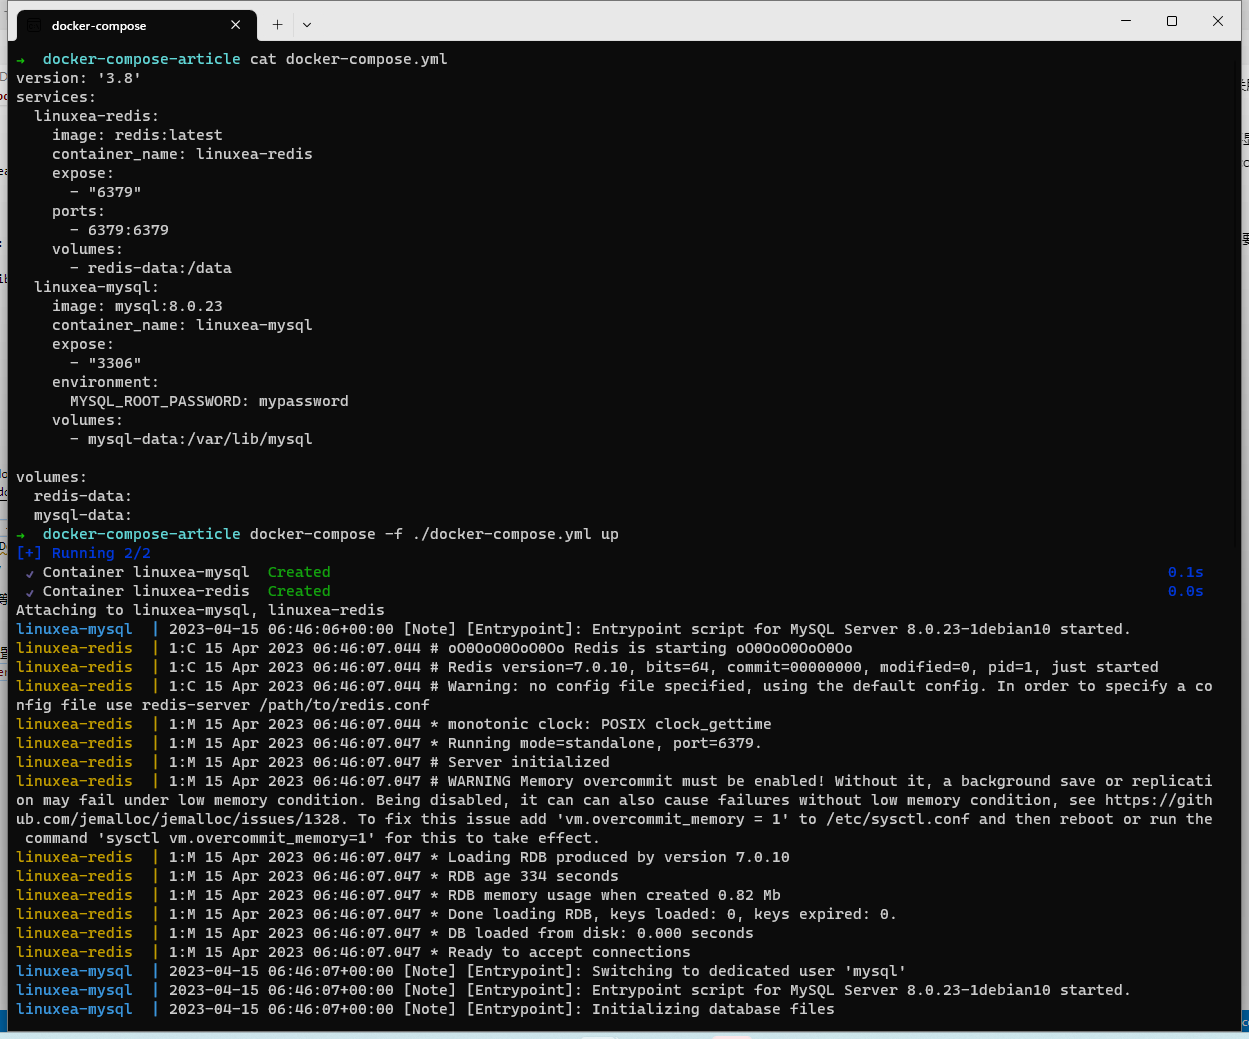 docker-compose
→ docker-compose-article cat docker-compose.yml
version: '3.8'
services:
  linuxea-redis:
    image: redis:latest
    container_name: linuxea-redis
    expose:
      - "6379"
    ports:
      - 6379:6379
    volumes:
      - redis-data:/data
  linuxea-mysql:
    image: mysql:8.0.23
    container_name: linuxea-mysql
    expose:
      - "3306"
    environment:
      MYSQL_ROOT_PASSWORD: mypassword
    volumes:
      - mysql-data:/var/lib/mysql
volumes:
  redis-data:
  mysql-data:
→ docker-compose-article docker-compose -f ./docker-compose.yml up
[+] Running 2/2
 ✔ Container linuxea-mysql  Created 0.1s
 ✔ Container linuxea-redis  Created 0.0s
Attaching to linuxea-mysql, linuxea-redis
linuxea-mysql  | 2023-04-15 06:46:06+00:00 [Note] [Entrypoint]: Entrypoint script for MySQL Server 8.0.23-1debian10 started.
linuxea-redis  | 1:C 15 Apr 2023 06:46:07.044 # oO0OoO0OoO0Oo Redis is starting oO0OoO0OoO0Oo
linuxea-redis  | 1:C 15 Apr 2023 06:46:07.044 # Redis version=7.0.10, bits=64, commit=00000000, modified=0, pid=1, just started
linuxea-redis  | 1:C 15 Apr 2023 06:46:07.044 # Warning: no config file specified, using the default config. In order to specify a co
nfig file use redis-server /path/to/redis.conf
linuxea-redis  | 1:M 15 Apr 2023 06:46:07.044 * monotonic clock: POSIX clock_gettime
linuxea-redis  | 1:M 15 Apr 2023 06:46:07.047 * Running mode=standalone, port=6379.
linuxea-redis  | 1:M 15 Apr 2023 06:46:07.047 # Server initialized
linuxea-redis  | 1:M 15 Apr 2023 06:46:07.047 # WARNING Memory overcommit must be enabled! Without it, a background save or replicati
on may fail under low memory condition. Being disabled, it can can also cause failures without low memory condition, see https://gith
ub.com/jemalloc/jemalloc/issues/1328. To fix this issue add 'vm.overcommit_memory = 1' to /etc/sysctl.conf and then reboot or run the
 command 'sysctl vm.overcommit_memory=1' for this to take effect.
linuxea-redis  | 1:M 15 Apr 2023 06:46:07.047 * Loading RDB produced by version 7.0.10
linuxea-redis  | 1:M 15 Apr 2023 06:46:07.047 * RDB age 334 seconds
linuxea-redis  | 1:M 15 Apr 2023 06:46:07.047 * RDB memory usage when created 0.82 Mb
linuxea-redis  | 1:M 15 Apr 2023 06:46:07.047 * Done loading RDB, keys loaded: 0, keys expired: 0.
linuxea-redis  | 1:M 15 Apr 2023 06:46:07.047 * DB loaded from disk: 0.000 seconds
linuxea-redis  | 1:M 15 Apr 2023 06:46:07.047 * Ready to accept connections
linuxea-mysql  | 2023-04-15 06:46:07+00:00 [Note] [Entrypoint]: Switching to dedicated user 'mysql'
linuxea-mysql  | 2023-04-15 06:46:07+00:00 [Note] [Entrypoint]: Entrypoint script for MySQL Server 8.0.23-1debian10 started.
linuxea-mysql  | 2023-04-15 06:46:07+00:00 [Note] [Entrypoint]: Initializing database files